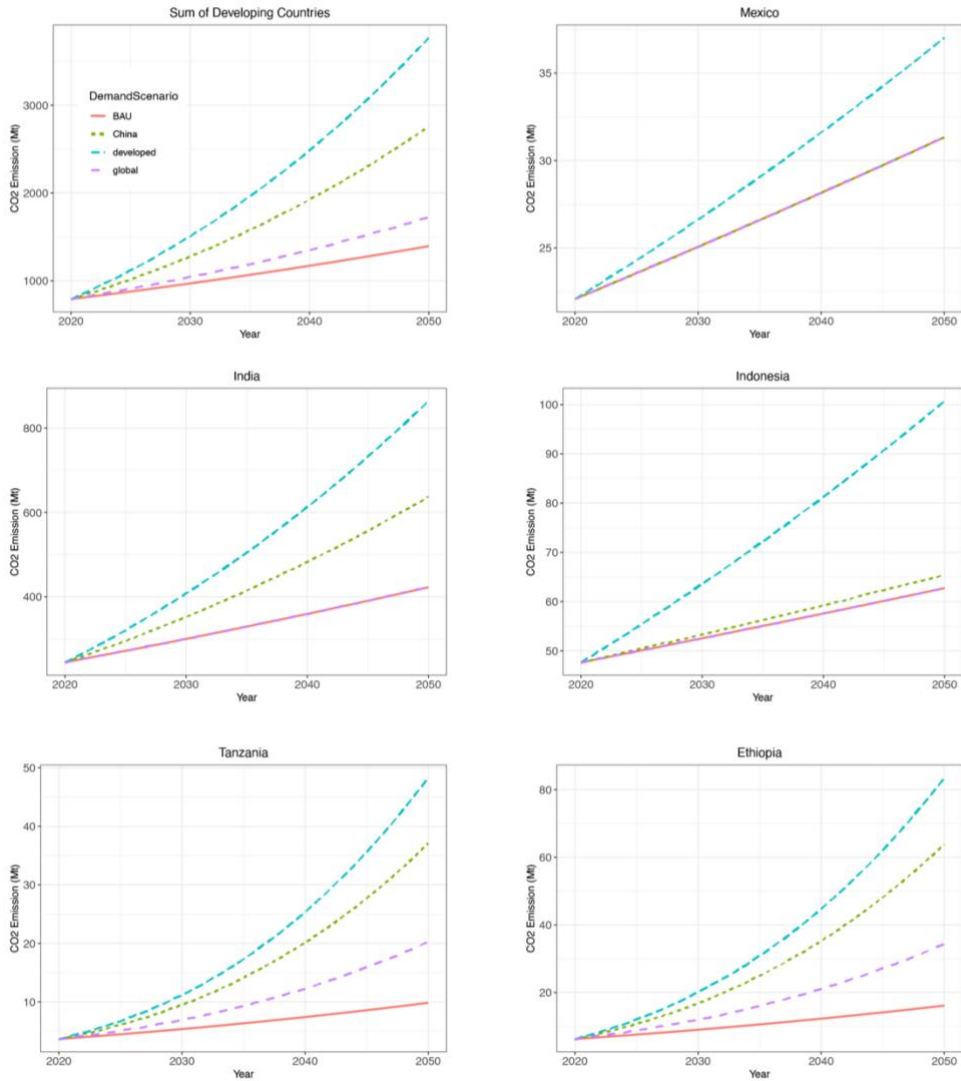 Sum of Developing Countries
CO2 Emission (Mt)
3000
2000
1000
DemandScenario
BAU
China
developed
global
2020
2030
2040
2050
Year
Mexico
CO2 Emission (Mt)
35
30
25
2020
2030
2040
2050
Year
India
CO2 Emission (Mt)
800
600
400
2020
2030
2040
2050
Year
Indonesia
CO2 Emission (Mt)
100
90
80
70
60
50
2020
2030
2040
2050
Year
Tanzania
CO2 Emission (Mt)
50
40
30
20
10
2020
2030
2040
2050
Year
Ethiopia
CO2 Emission (Mt)
80
60
40
20
2020
2030
2040
2050
Year